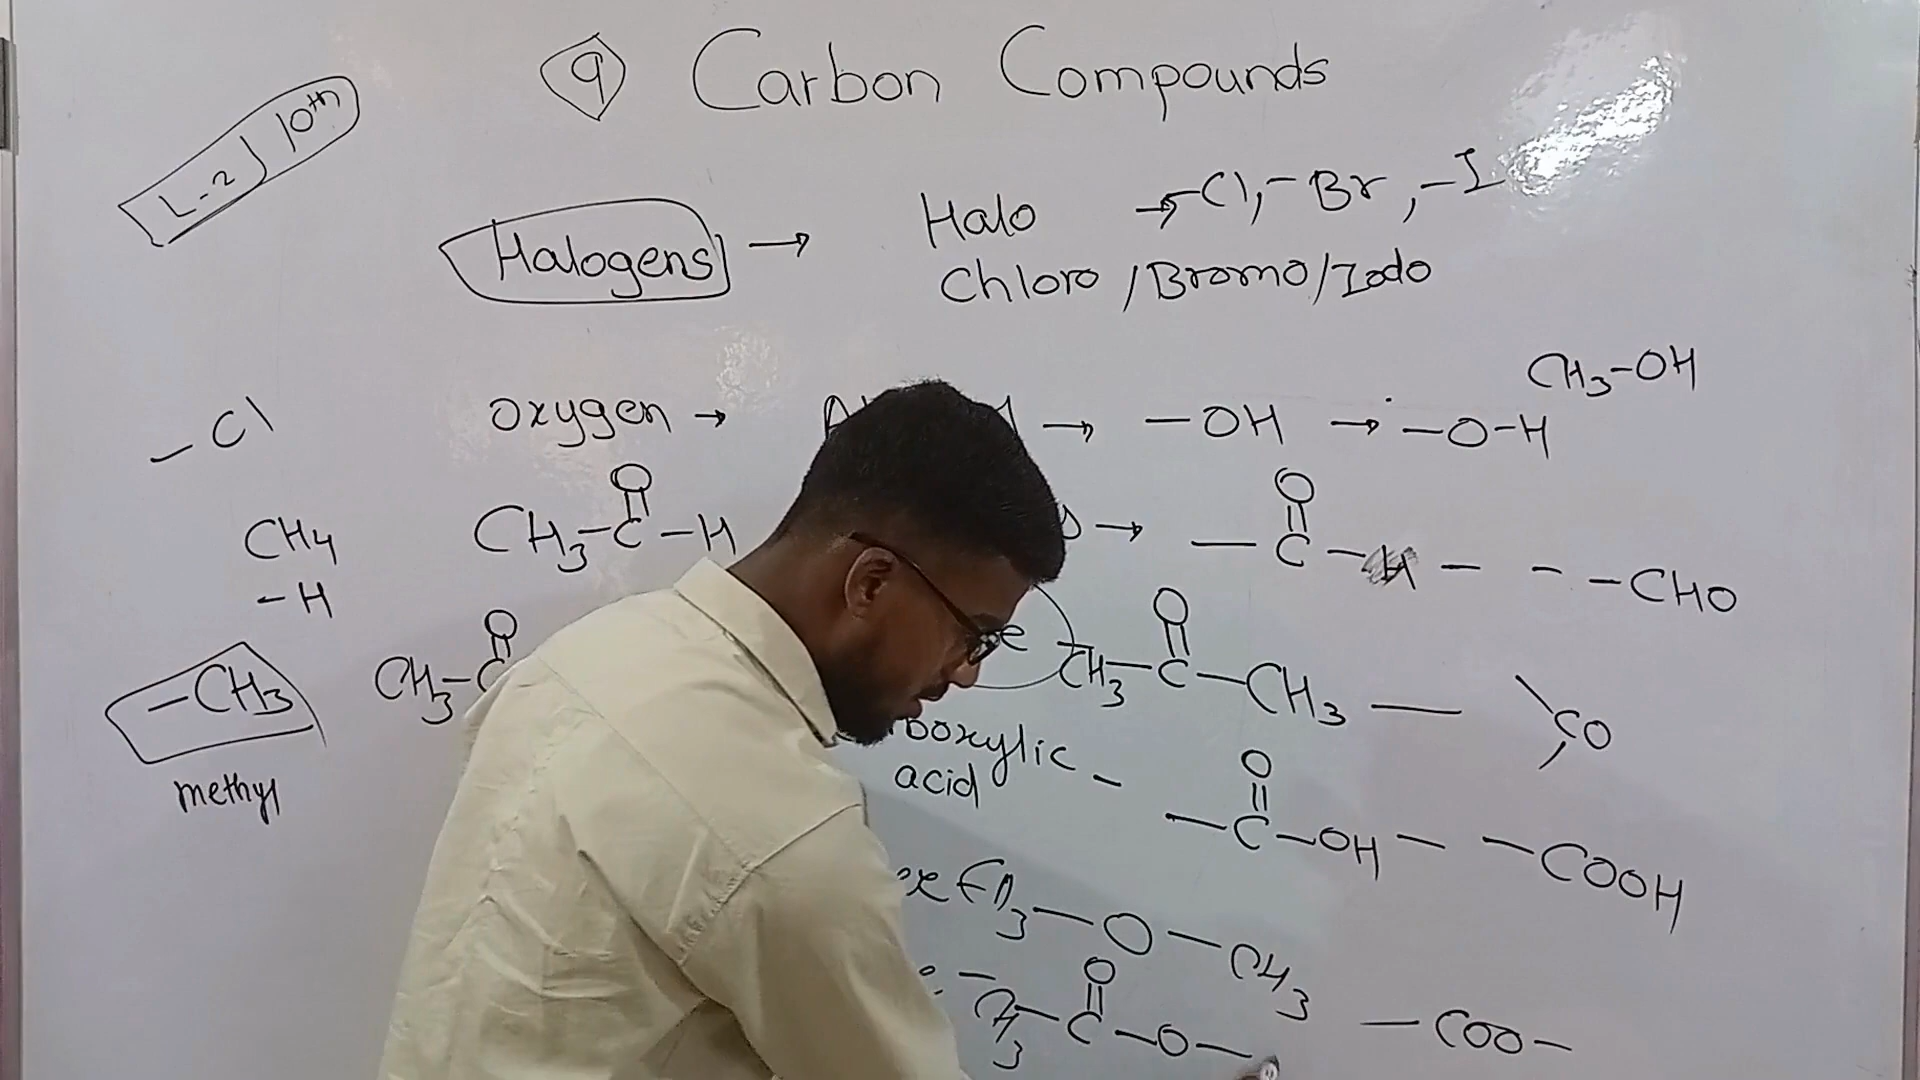 9 Carbon Compounds
L-2 10th
Halogens → Halo → -Cl, -Br, -I
Chloro / Bromo / Iodo
CH3-OH
-Cl
oxygen → → -OH → -O-H
O
CH4 CH3-C-H → -C-H - - -CHO
O
-H
O O
-CH3 CH3-C CH3-C-CH3 — CO
methyl
boxylic
acid -
O
-C-OH - -COOH
CH3-O-CH3
O
CH3-C-O- -COO-